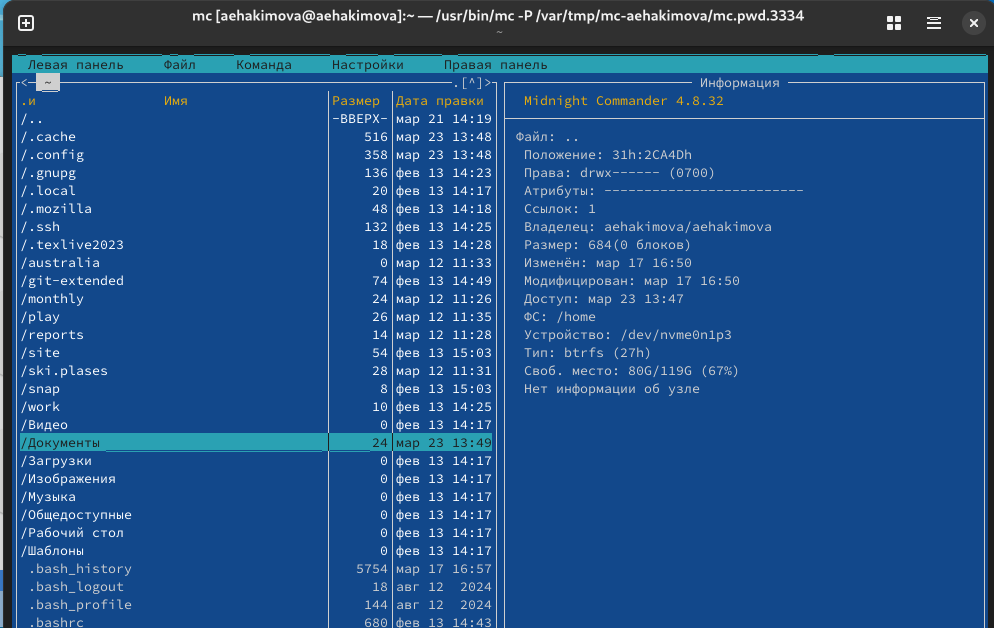 mc [aehakimova@aehakimova]:~ — /usr/bin/mc -P /var/tmp/mc-aehakimova/mc.pwd.3334
~
Левая панель Файл Команда Настройки Правая панель
<─ ~ ─.[^]>
.и Имя Размер Дата правки
/.. -ВВЕРХ- мар 21 14:19
/.cache 516 мар 23 13:48
/.config 358 мар 23 13:48
/.gnupg 136 фев 13 14:23
/.local 20 фев 13 14:17
/.mozilla 48 фев 13 14:18
/.ssh 132 фев 13 14:25
/.texlive2023 18 фев 13 14:28
/australia 0 мар 12 11:33
/git-extended 74 фев 13 14:49
/monthly 24 мар 12 11:26
/play 26 мар 12 11:35
/reports 14 мар 12 11:28
/site 54 фев 13 15:03
/ski.plases 28 мар 12 11:31
/snap 8 фев 13 15:03
/work 10 фев 13 14:25
/Видео 0 фев 13 14:17
/Документы 24 мар 23 13:49
/Загрузки 0 фев 13 14:17
/Изображения 0 фев 13 14:17
/Музыка 0 фев 13 14:17
/Общедоступные 0 фев 13 14:17
/Рабочий стол 0 фев 13 14:17
/Шаблоны 0 фев 13 14:17
.bash_history 5754 мар 17 16:57
.bash_logout 18 авг 12 2024
.bash_profile 144 авг 12 2024
.bashrc 680 фев 13 14:43
Информация
Midnight Commander 4.8.32
Файл: ..
Положение: 31h:2CA4Dh
Права: drwx------ (0700)
Атрибуты: -------------------------
Ссылок: 1
Владелец: aehakimova/aehakimova
Размер: 684(0 блоков)
Изменён: мар 17 16:50
Модифицирован: мар 17 16:50
Доступ: мар 23 13:47
ФС: /home
Устройство: /dev/nvme0n1p3
Тип: btrfs (27h)
Своб. место: 80G/119G (67%)
Нет информации об узле